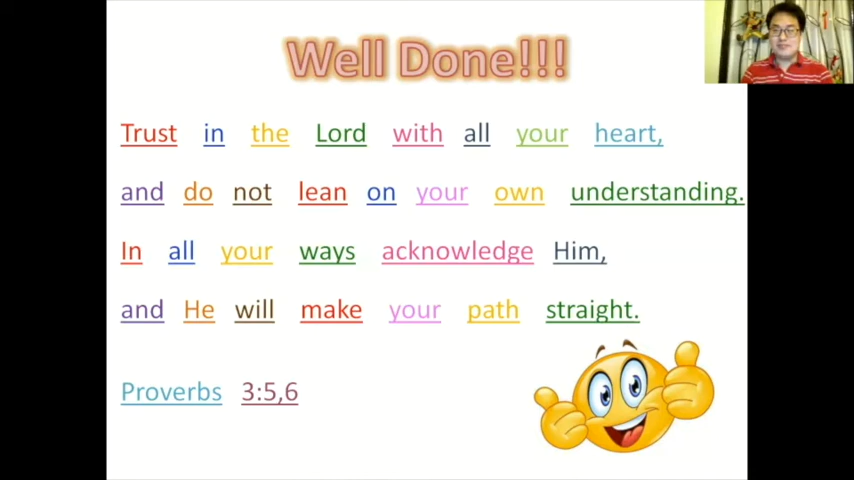 Well Done!!!
Trust in the Lord with all your heart,
and do not lean on your own understanding.
In all your ways acknowledge Him,
and He will make your path straight.
Proverbs 3:5,6